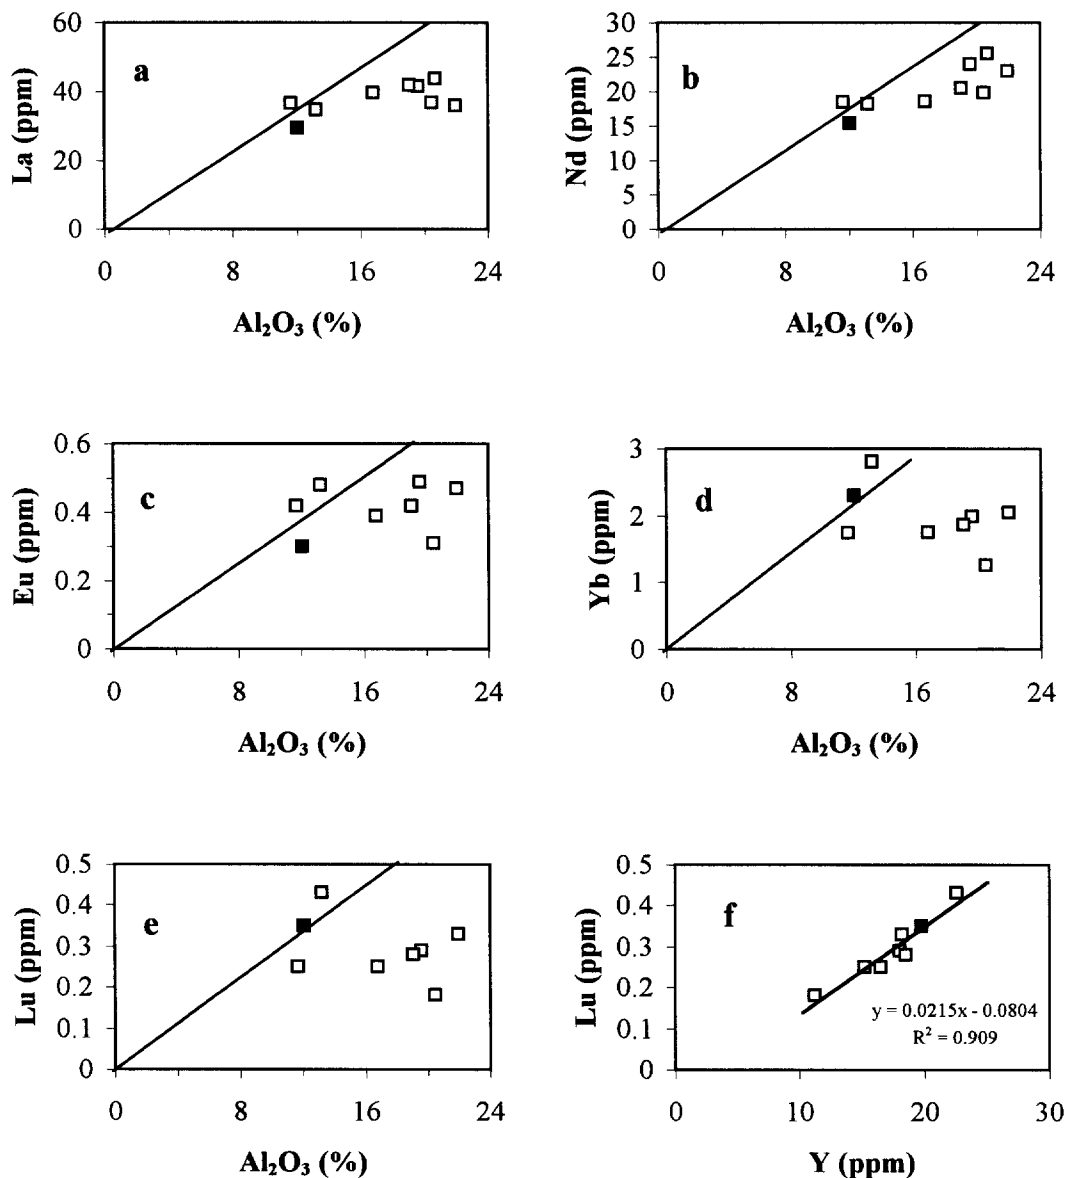 60
40
20
0
La (ppm)
a
0 8 16 24
Al₂O₃ (%)
30
25
20
15
10
5
0
Nd (ppm)
b
0 8 16 24
Al₂O₃ (%)
0.6
0.4
0.2
0
Eu (ppm)
c
0 8 16 24
Al₂O₃ (%)
3
2
1
0
Yb (ppm)
d
0 8 16 24
Al₂O₃ (%)
0.5
0.4
0.3
0.2
0.1
0
Lu (ppm)
e
0 8 16 24
Al₂O₃ (%)
0.5
0.4
0.3
0.2
0.1
0
Lu (ppm)
f
y = 0.0215x - 0.0804
R² = 0.909
0 10 20 30
Y (ppm)